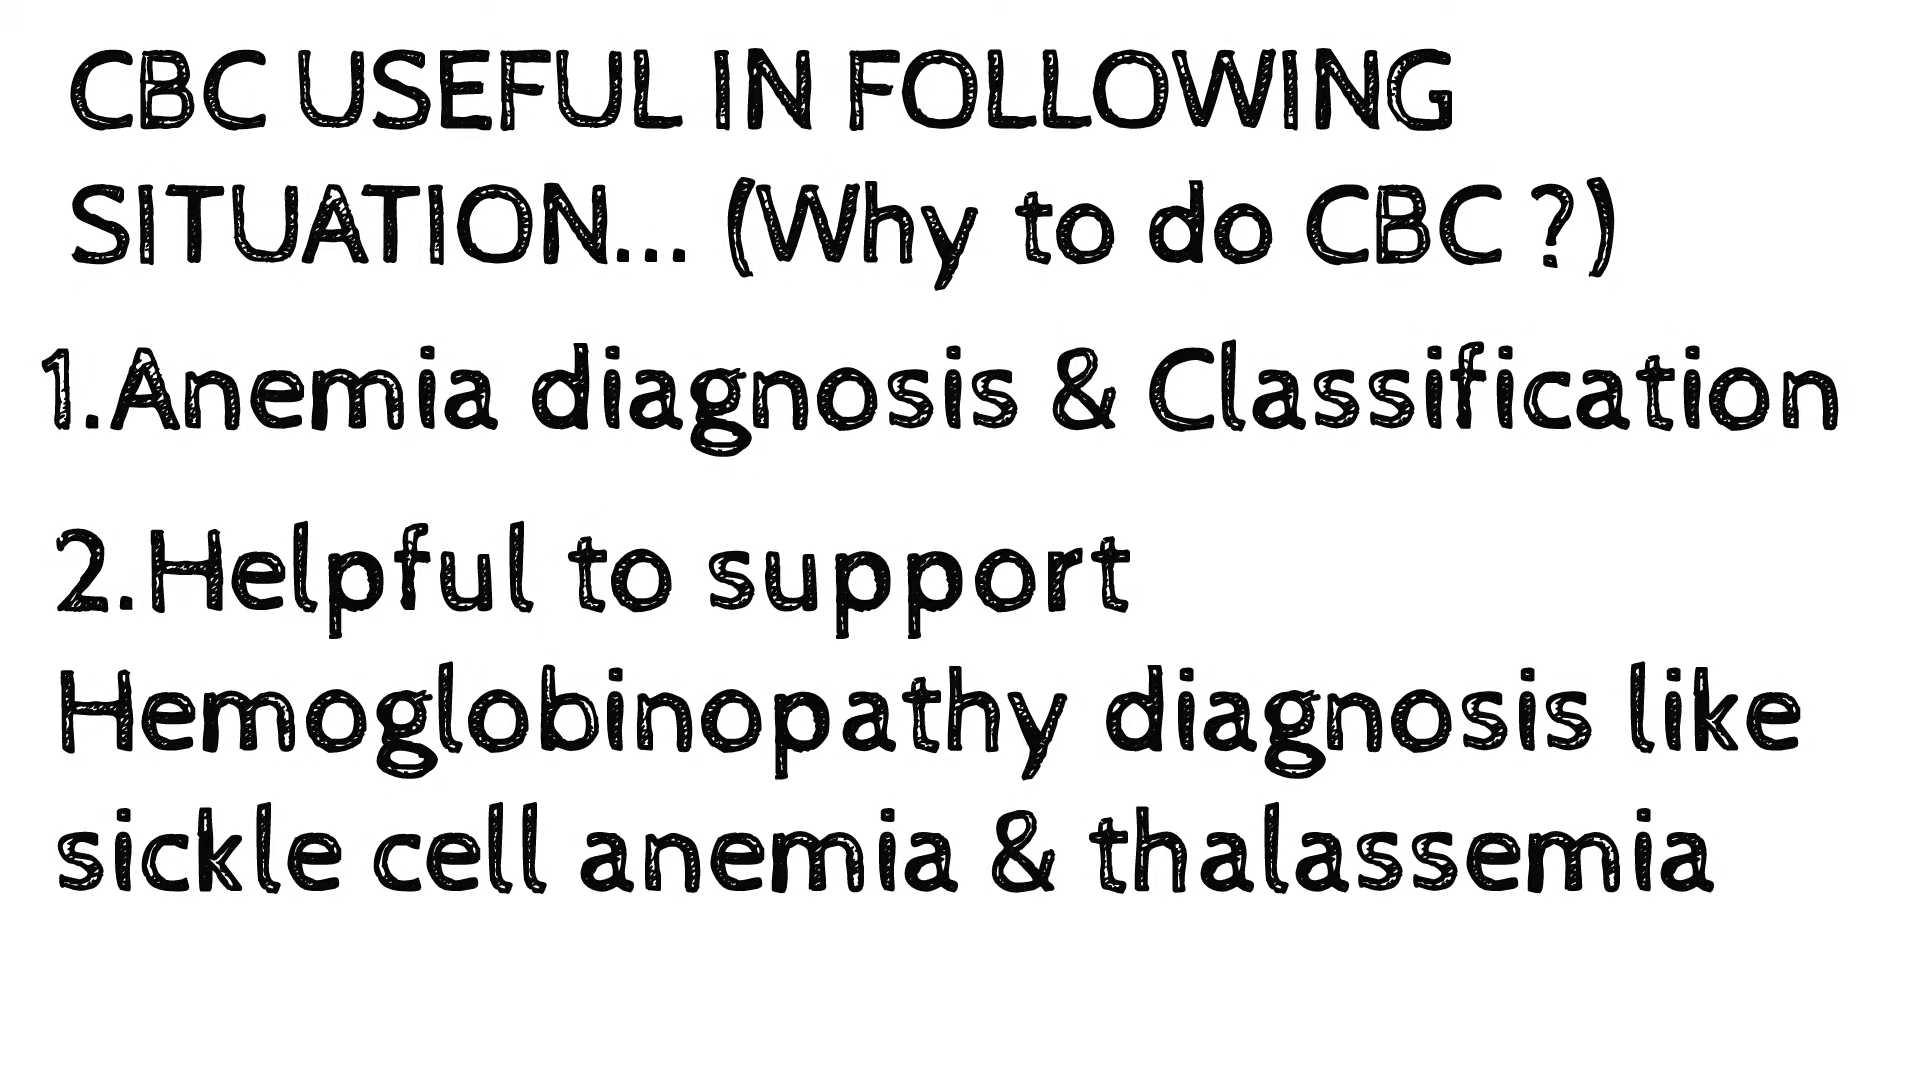 CBC USEFUL IN FOLLOWING
SITUATION... (Why to do CBC ?)
1.Anemia diagnosis & Classification
2.Helpful to support
Hemoglobinopathy diagnosis like
sickle cell anemia & thalassemia